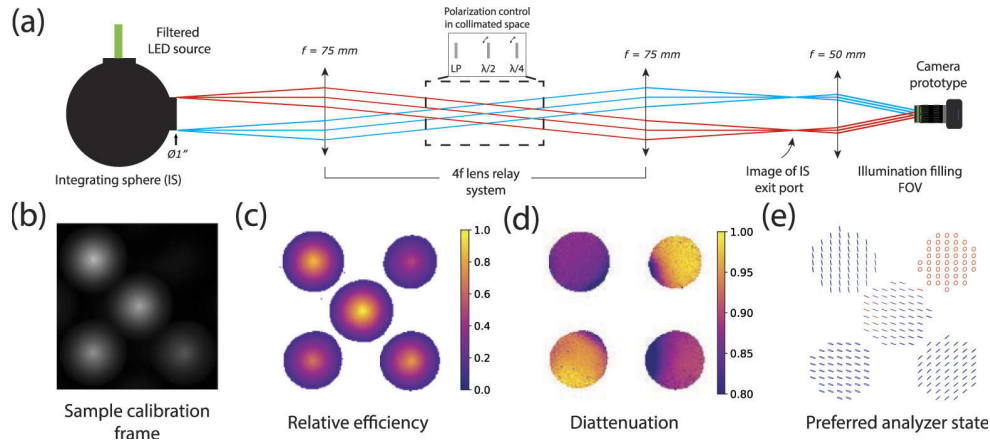 (a)
Filtered
LED source
Ø1"
Integrating sphere (IS)
f = 75 mm
Polarization control
in collimated space
LP λ/2 λ/4
f = 75 mm
f = 50 mm
Camera
prototype
4f lens relay
system
Image of IS
exit port
Illumination filling
FOV
(b)
Sample calibration
frame
(c)
1.0
0.8
0.6
0.4
0.2
0.0
Relative efficiency
(d)
1.00
0.95
0.90
0.85
0.80
Diattenuation
(e)
Preferred analyzer state